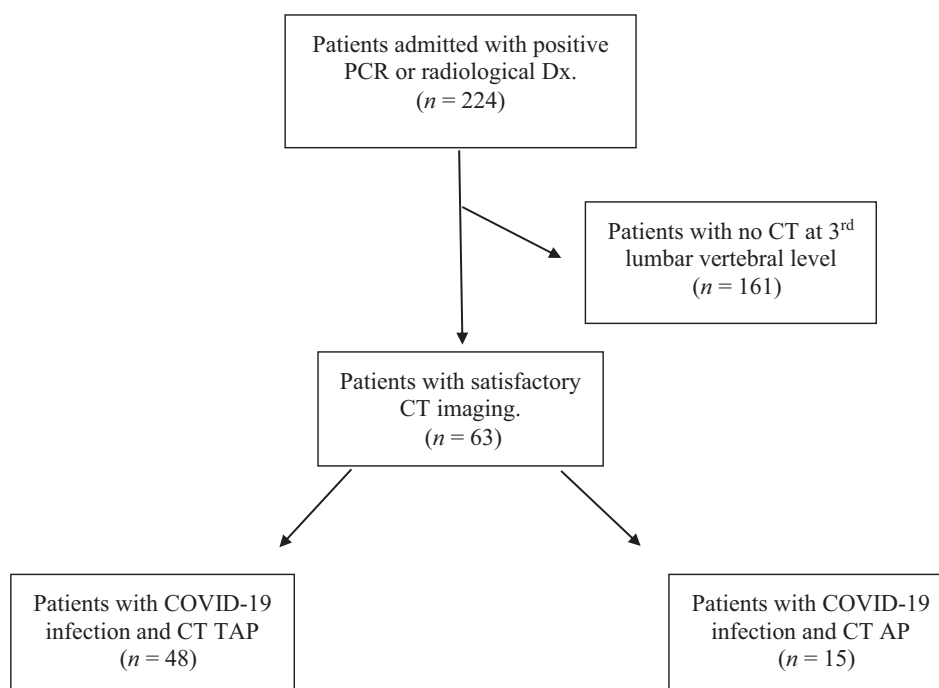 Patients admitted with positive
PCR or radiological Dx.
(n = 224)
Patients with no CT at 3rd
lumbar vertebral level
(n = 161)
Patients with satisfactory
CT imaging.
(n = 63)
Patients with COVID-19
infection and CT TAP
(n = 48)
Patients with COVID-19
infection and CT AP
(n = 15)